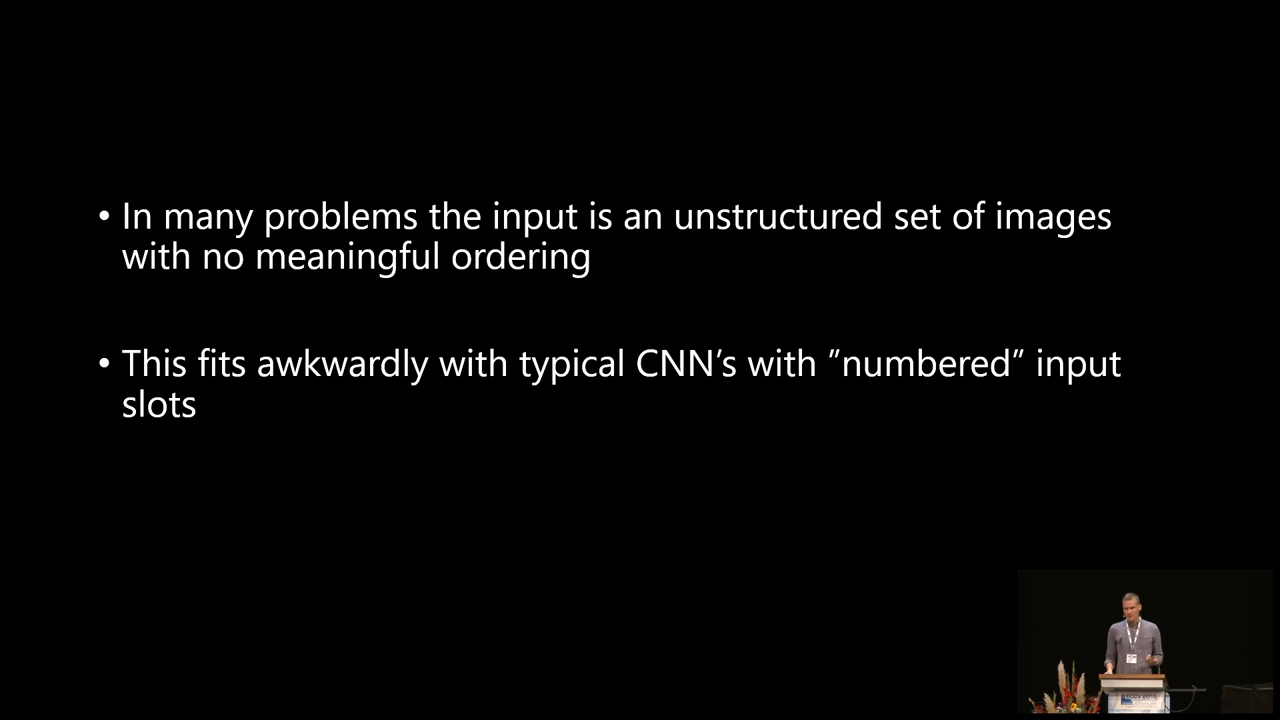 • In many problems the input is an unstructured set of images
with no meaningful ordering
• This fits awkwardly with typical CNN’s with ”numbered” input
slots
ECCV